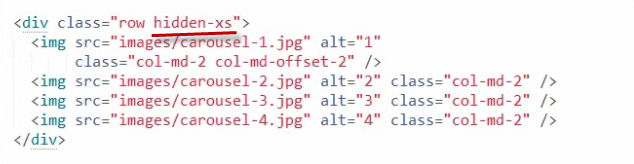 <div class="row hidden-xs">
<img src="images/carousel-1.jpg" alt="1"
class="col-md-2 col-md-offset-2" />
<img src="images/carousel-2.jpg" alt="2" class="col-md-2" />
<img src="images/carousel-3.jpg" alt="3" class="col-md-2" />
<img src="images/carousel-4.jpg" alt="4" class="col-md-2" />
</div>